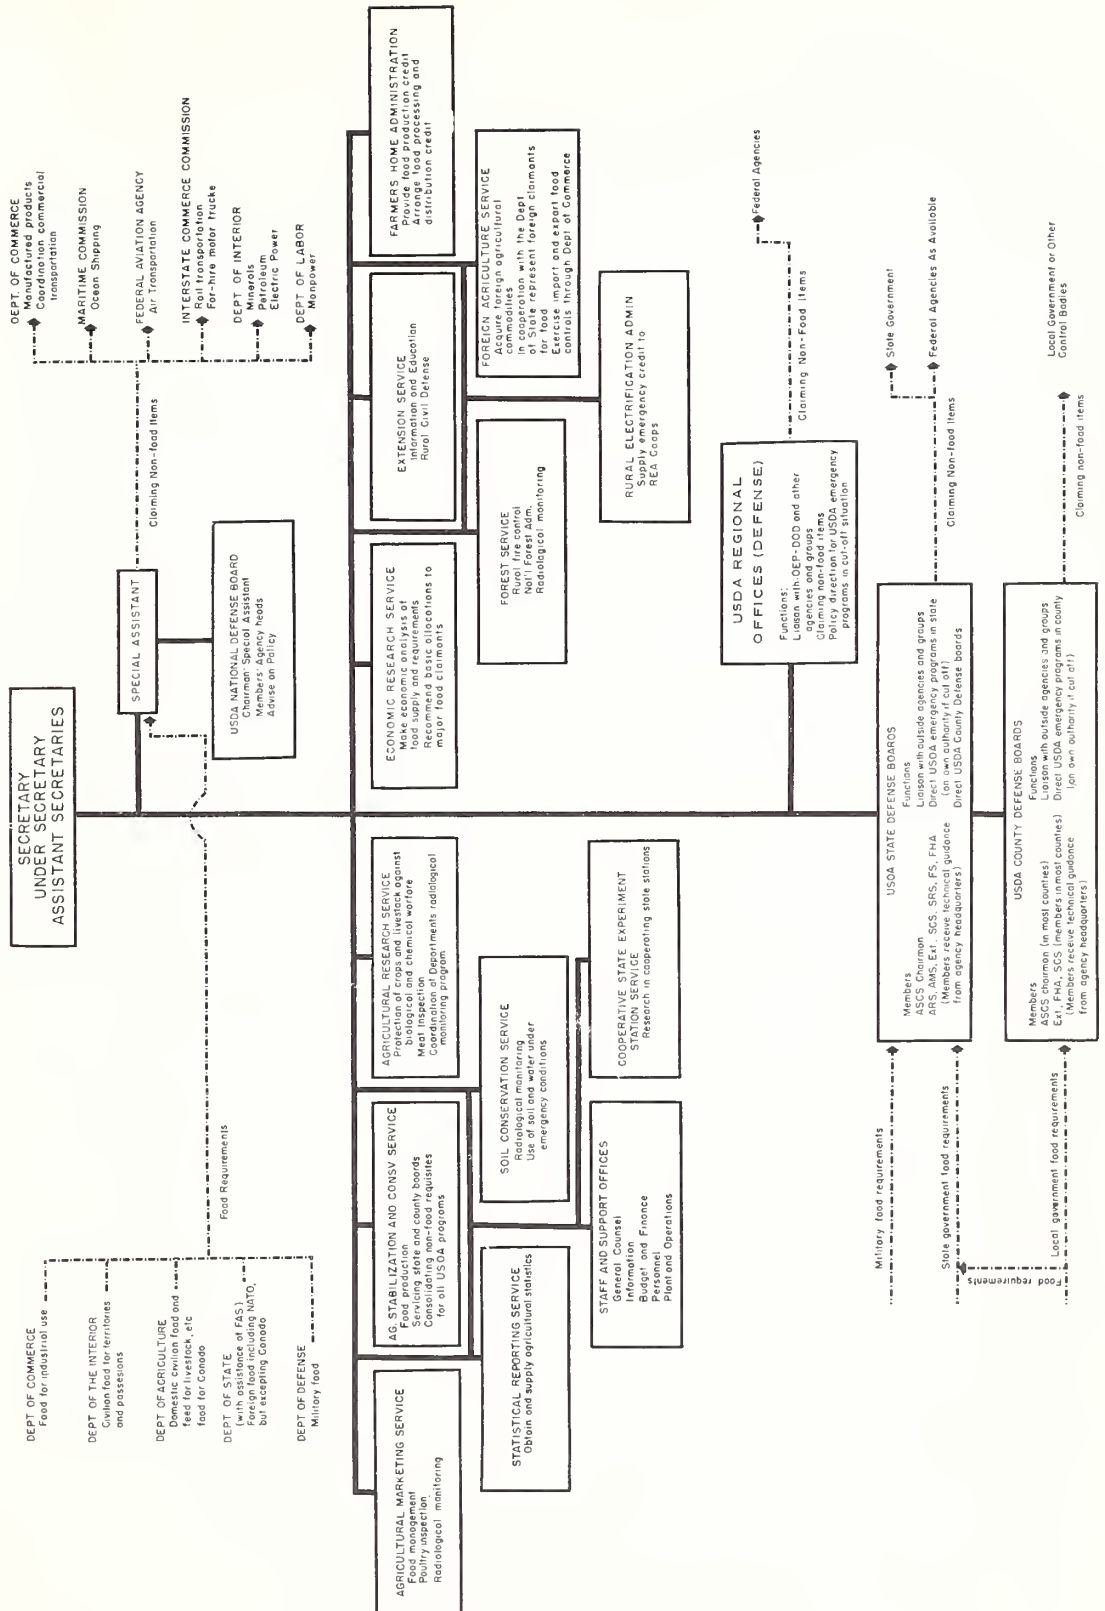 SECRETARY
UNDER SECRETARY
ASSISTANT SECRETARIES
DEPT OF COMMERCE
Food for industrial use
DEPT OF THE INTERIOR
Civilian food for territories
and possesions
DEPT OF AGRICULTURE
Domestic civilian food and
feed for livestock, etc
food for Canada
DEPT OF STATE
(with assistance of FAS)
Foreign food including NATO,
but excepting Canada
DEPT OF DEFENSE
Military food
Food Requirements
SPECIAL ASSISTANT
USDA NATIONAL DEFENSE BOARD
Chairman: Special Assistant
Members: Agency heads
Advise on Policy
Claiming Non-food Items
DEPT. OF COMMERCE
Manufactured products
Coordination commercial
transportation
MARITIME COMMISSION
Ocean Shipping
FEDERAL AVIATION AGENCY
Air Transportation
INTERSTATE COMMERCE COMMISSION
Rail transportation
For-hire motor trucke
DEPT OF INTERIOR
Minerals
Petroleum
Electric Power
DEPT OF LABOR
Manpower
AGRICULTURAL MARKETING SERVICE
Food management
Poultry inspection
Radiological monitoring
AG. STABILIZATION AND CONSV SERVICE
Food production
Servicing state and county boards
Consolidating non-food requisites
for all USDA programs
AGRICULTURAL RESEARCH SERVICE
Protection of crops and livestack against
biological and chemical warfare
Meat Inspection
Coordination of Departments radiological
monitoring program
ECONOMIC RESEARCH SERVICE
Make economic analysis of
food supply and requirements
Recommend basic allocations to
major food claimants
EXTENSION SERVICE
Information and Education
Rural Civil Defense
FARMERS HOME ADMINISTRATION
Provide food production credit
Arrange food processing and
distribution credit
STATISTICAL REPORTING SERVICE
Obtain and supply agricultural statistics
SOIL CONSERVATION SERVICE
Radiological monitoring
Use of soil and water under
emergency conditions
FOREST SERVICE
Rural fire control
Nat'l Forest Adm.
Radiological monitoring
FOREIGN AGRICULTURE SERVICE
Acquire foreign agricultural
commodities
In cooperation with the Dept
of State represent foreign claimants
for food
Exercise import and export food
controls through Dept of Commerce
STAFF AND SUPPORT OFFICES
General Counsel
Information
Budget and Finance
Personnel
Plant and Operations
COOPERATIVE STATE EXPERIMENT
STATION SERVICE
Research in cooperating state stations
RURAL ELECTRIFICATION ADMIN
Supply emergency credit to
REA Coops
USDA REGIONAL
OFFICES (DEFENSE)
Functions:
Liaison with OEP-DOD and other
agencies and groups
Claiming non-food items
Policy direction for USDA emergency
programs in cut-off situation
Claiming Non-Food Items
Federal Agencies
USDA STATE DEFENSE BOARDS
Members
ASCS Chairman
ARS, AMS, Ext. SCS, SRS, FS, FHA
(Members receive technical guidance
from agency headquarters)
Functions
Liaison with outside agencies and groups
Direct USDA emergency programs in state
(on own authority if cut off)
Direct USDA County Defense boards
Claiming Non-food Items
State Government
Federal Agencies As Available
Military food requirements
State government food requirements
USDA COUNTY DEFENSE BOARDS
Members
ASCS chairman (in most counties)
Ext, FHA, SCS (members in most counties)
(Members receive technical guidance
from agency headquarters)
Functions
Liaison with outside agencies and groups
Direct USDA emergency programs in county
(on own authority if cut off)
Claiming non-food items
Local Government or Other
Control Bodies
Local government food requirements
Food requirements